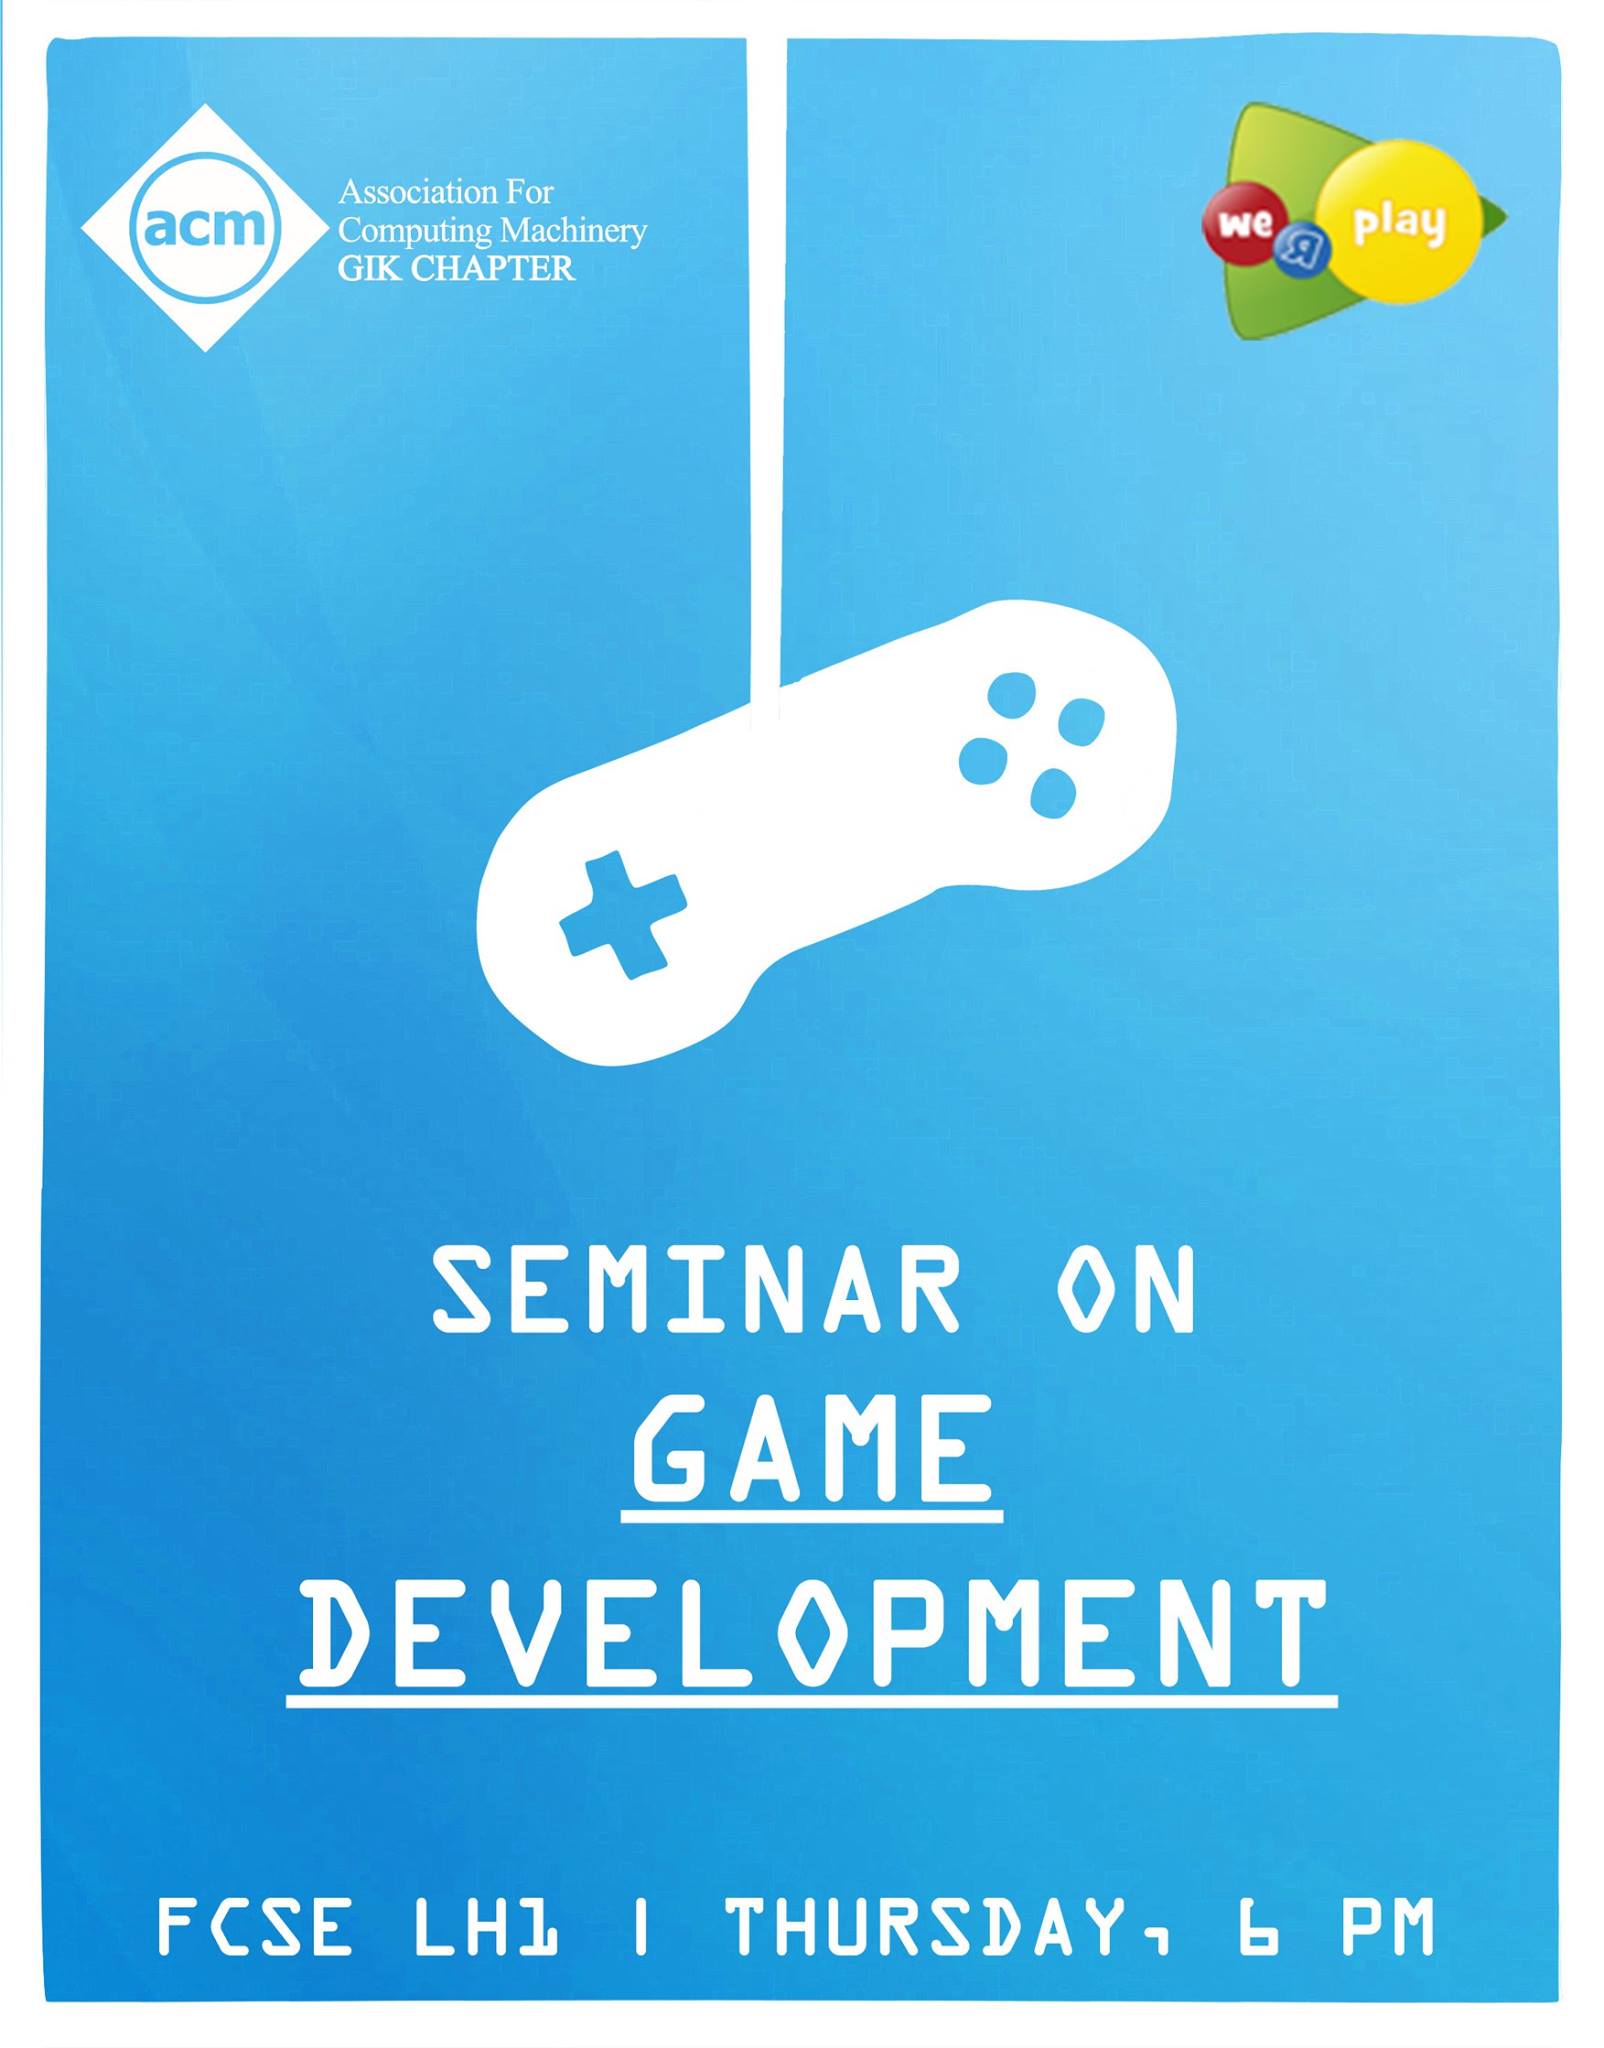 acm
Association For
Computing Machinery
GIK CHAPTER
we Я play
SEMINAR ON
GAME
DEVELOPMENT
FCSE LH1 | THURSDAY, 6 PM